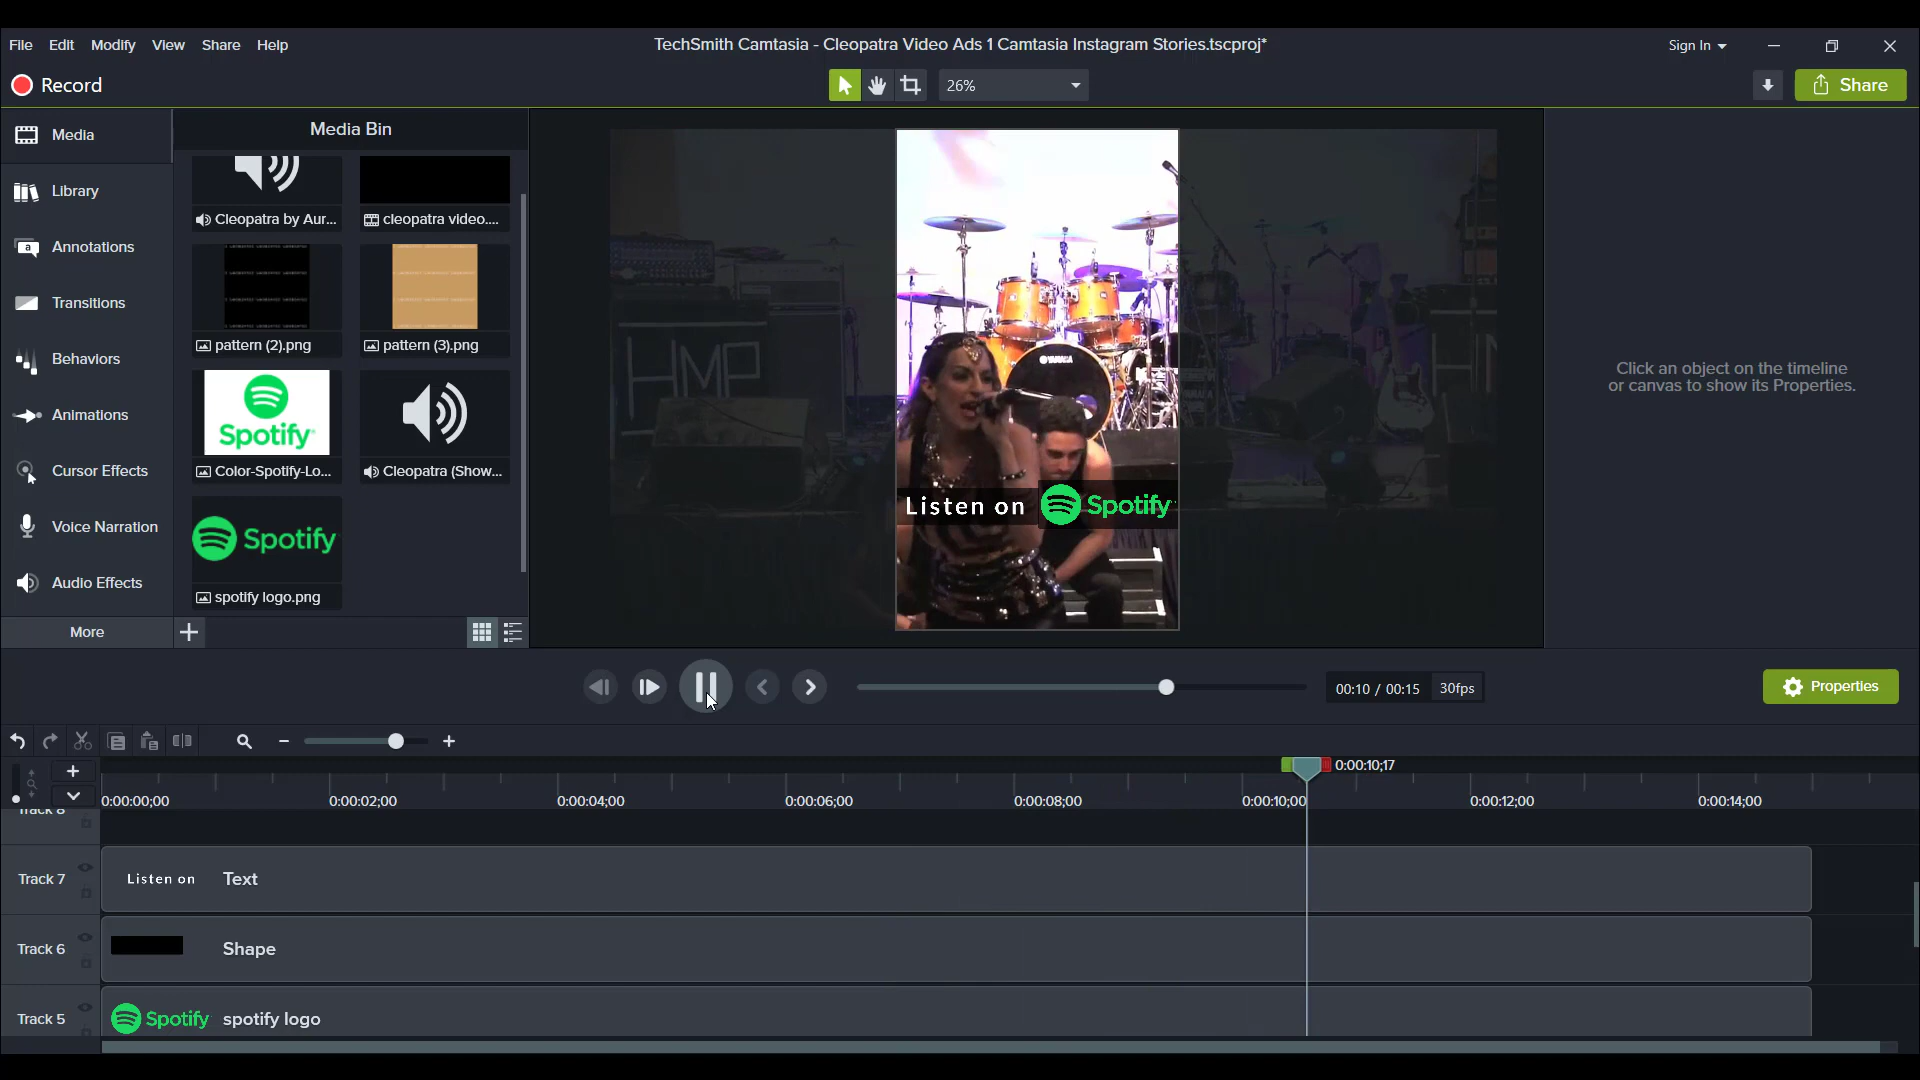 File Edit Modify View Share Help
TechSmith Camtasia - Cleopatra Video Ads 1 Camtasia Instagram Stories.tscproj*
Sign In
Record
26%
Share
Media
Media Bin
Library
Cleopatra by Aur...
cleopatra video....
Annotations
Transitions
pattern (2).png
pattern (3).png
Behaviors
HMP
YAMAHA
Click an object on the timeline
or canvas to show its Properties.
Animations
Spotify
Cursor Effects
Color-Spotify-Lo...
Cleopatra (Show...
Listen on Spotify
Voice Narration
Spotify
Audio Effects
spotify logo.png
More
00:10 / 00:15 30fps
Properties
0:00:10;17
0:00:00;00 0:00:02;00 0:00:04;00 0:00:06;00 0:00:08;00 0:00:10;00 0:00:12;00 0:00:14;00
Track 8
Track 7 Listen on Text
Track 6 Shape
Track 5 Spotify spotify logo